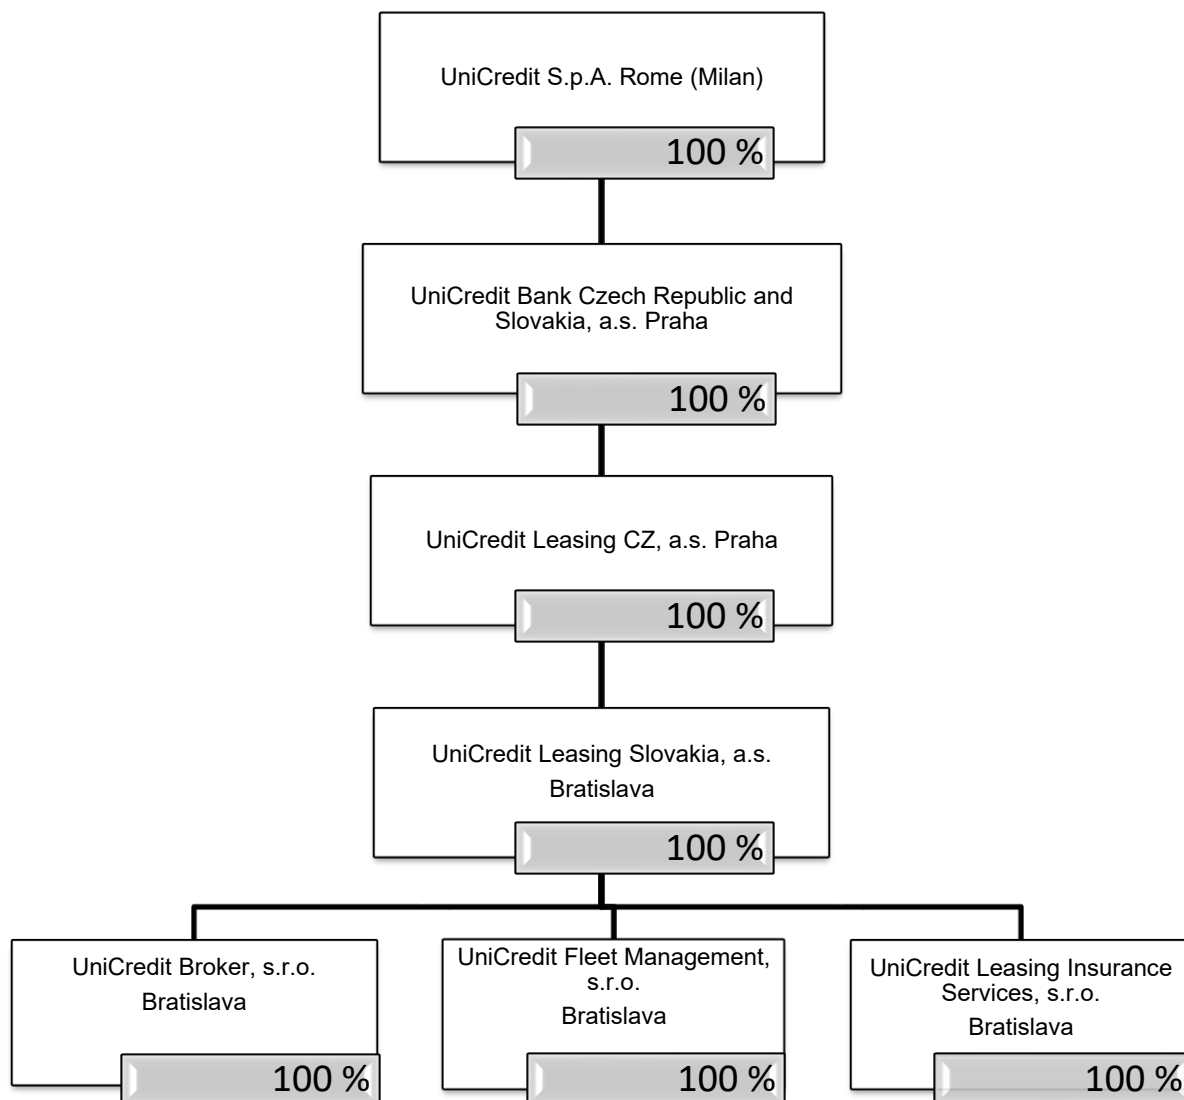 UniCredit S.p.A. Rome (Milan)
100 %
UniCredit Bank Czech Republic and
Slovakia, a.s. Praha
100 %
UniCredit Leasing CZ, a.s. Praha
100 %
UniCredit Leasing Slovakia, a.s.
Bratislava
100 %
UniCredit Broker, s.r.o.
Bratislava
100 %
UniCredit Fleet Management,
s.r.o.
Bratislava
100 %
UniCredit Leasing Insurance
Services, s.r.o.
Bratislava
100 %